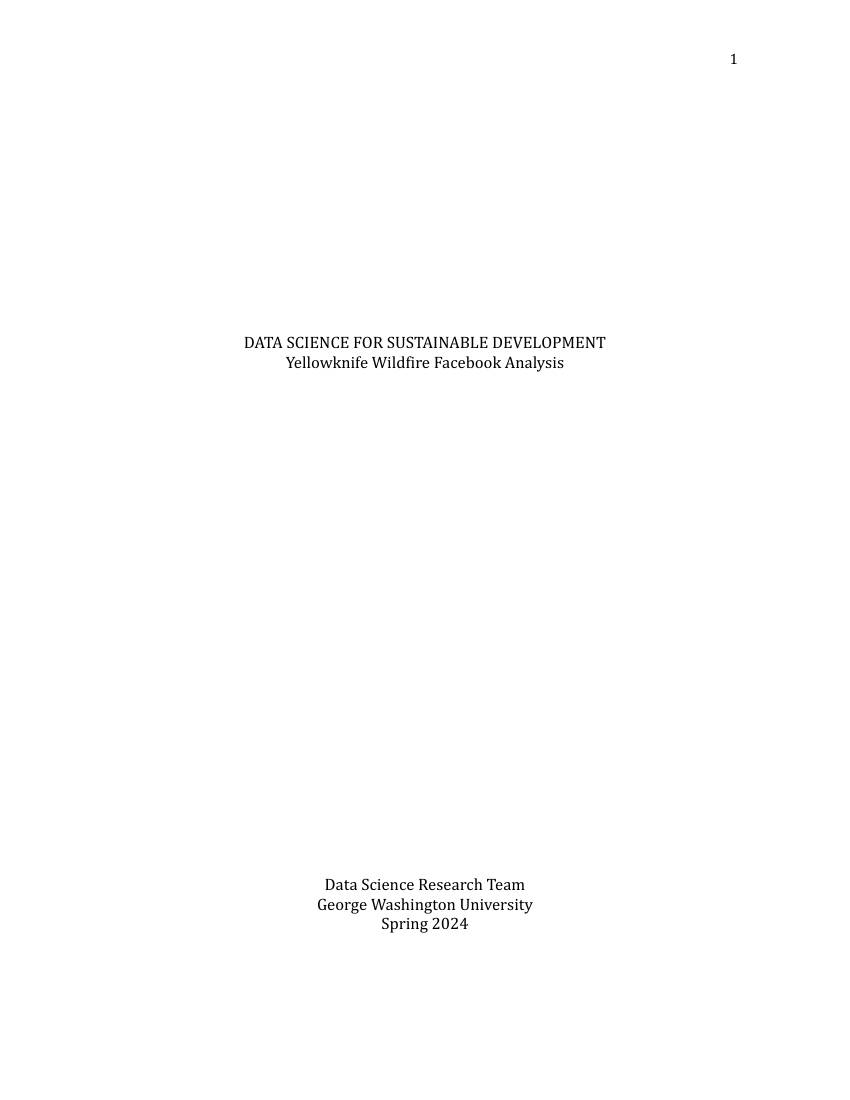 1
DATA SCIENCE FOR SUSTAINABLE DEVELOPMENT
Yellowknife Wildfire Facebook Analysis
Data Science Research Team
George Washington University
Spring 2024